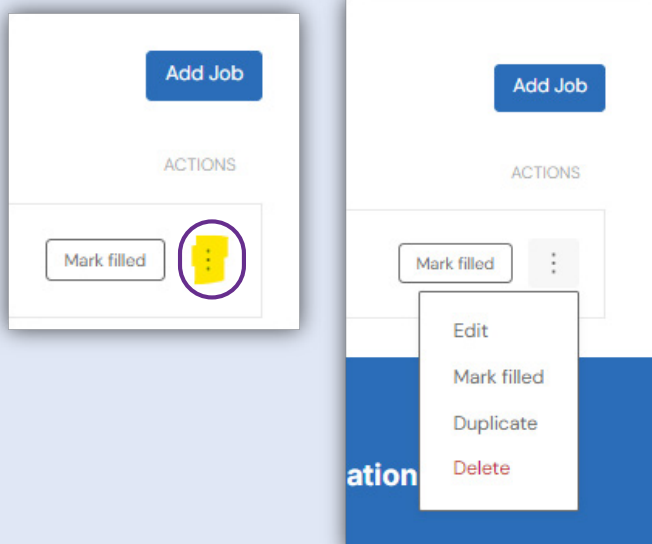 Add Job
ACTIONS
Mark filled
Add Job
ACTIONS
Mark filled
Edit
Mark filled
Duplicate
Delete
ation